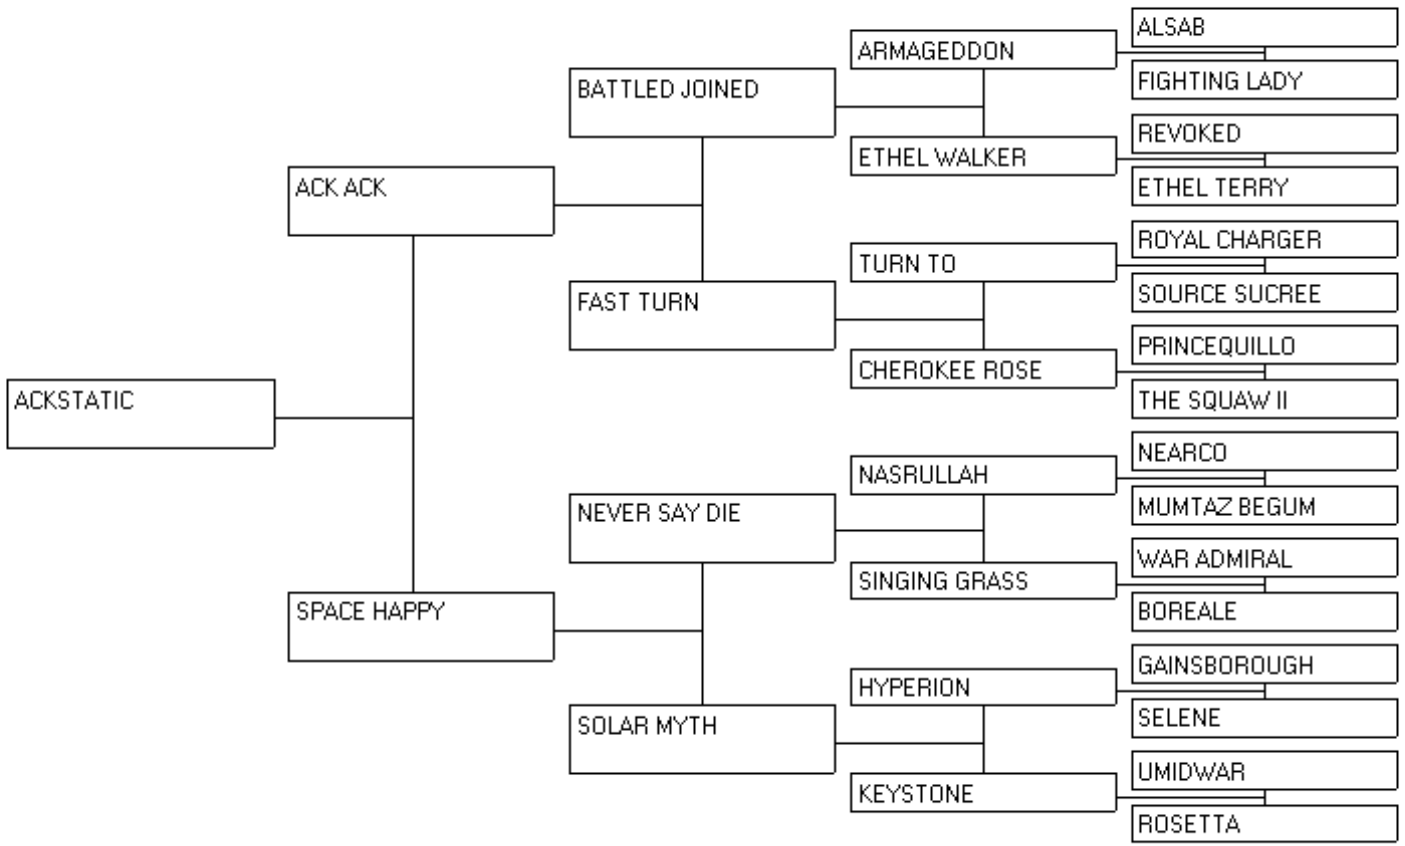 ALSAB
ARMAGEDDON
FIGHTING LADY
BATTLED JOINED
REVOKED
ETHEL WALKER
ETHEL TERRY
ACK ACK
ROYAL CHARGER
TURN TO
SOURCE SUCREE
FAST TURN
PRINCEQUILLO
CHEROKEE ROSE
THE SQUAW II
ACKSTATIC
NEARCO
NASRULLAH
MUMTAZ BEGUM
NEVER SAY DIE
WAR ADMIRAL
SINGING GRASS
BOREALE
SPACE HAPPY
GAINSBOROUGH
HYPERION
SELENE
SOLAR MYTH
UMIDWAR
KEYSTONE
ROSETTA